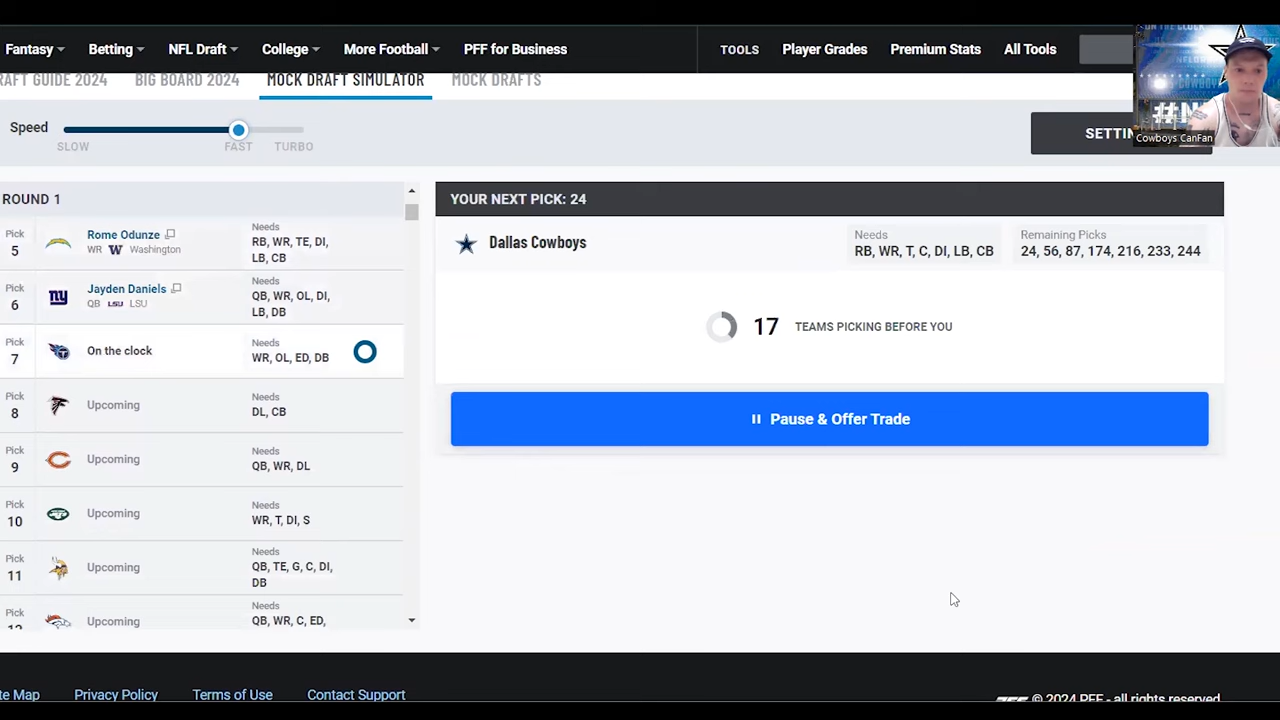 Fantasy
Betting
NFL Draft
College
More Football
PFF for Business
TOOLS
Player Grades
Premium Stats
All Tools
RAFT GUIDE 2024
BIG BOARD 2024
MOCK DRAFT SIMULATOR
MOCK DRAFTS
Speed
SLOW
FAST
TURBO
SETTIN
Cowboys CanFan
ROUND 1
Pick
5
Rome Odunze
WR Washington
Needs
RB, WR, TE, DI,
LB, CB
Pick
6
Jayden Daniels
QB LSU LSU
Needs
QB, WR, OL, DI,
LB, DB
Pick
7
On the clock
Needs
WR, OL, ED, DB
Pick
8
Upcoming
Needs
DL, CB
Pick
9
Upcoming
Needs
QB, WR, DL
Pick
10
Upcoming
Needs
WR, T, DI, S
Pick
11
Upcoming
Needs
QB, TE, G, C, DI,
DB
Pick
12
Upcoming
Needs
QB, WR, C, ED,
YOUR NEXT PICK: 24
Dallas Cowboys
Needs
RB, WR, T, C, DI, LB, CB
Remaining Picks
24, 56, 87, 174, 216, 233, 244
17 TEAMS PICKING BEFORE YOU
Pause & Offer Trade
te Map
Privacy Policy
Terms of Use
Contact Support
PFF © 2024 PFF - all rights reserved